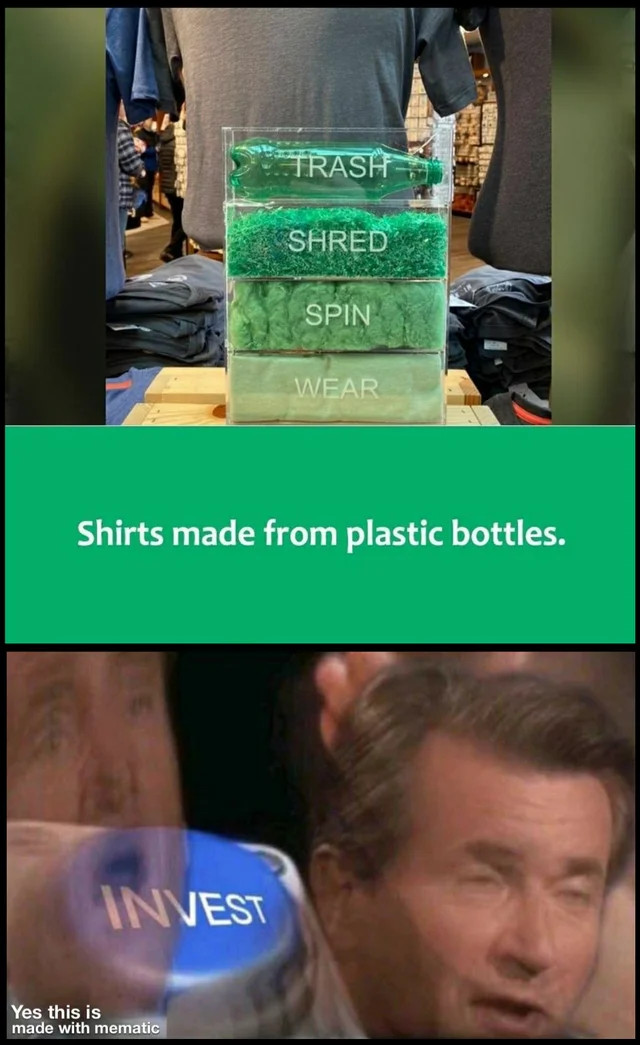 TRASH
SHRED
SPIN
WEAR
Shirts made from plastic bottles.
INVEST
Yes this is
made with mematic